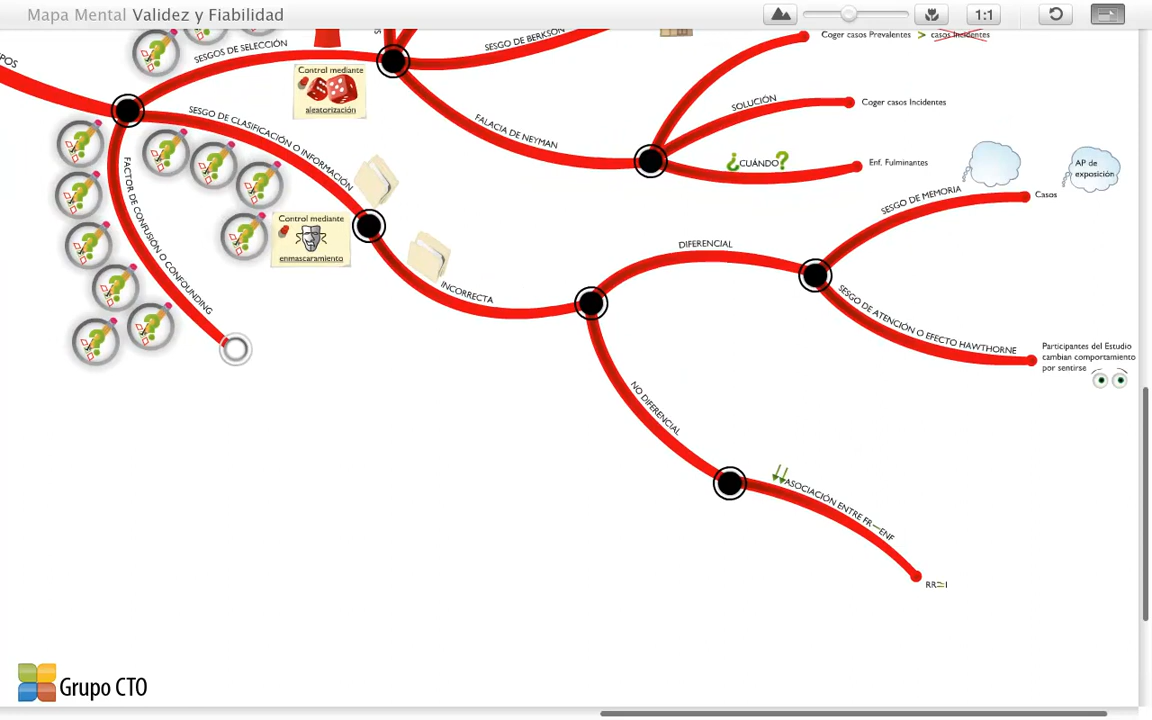 Mapa Mental Validez y Fiabilidad
1:1
SESGOS DE SELECCIÓN
SESGO DE BERKSON
Coger casos Prevalentes > casos Incidentes
Control mediante
aleatorización
SOLUCIÓN
Coger casos Incidentes
FALACIA DE NEYMAN
¿CUÁNDO?
Enf. Fulminantes
SESGO DE CLASIFICACIÓN O INFORMACIÓN
AP de
exposición
SESGO DE MEMORIA
Casos
FACTOR DE CONFUSIÓN O CONFOUNDING
Control mediante
enmascaramiento
DIFERENCIAL
INCORRECTA
SESGO DE ATENCIÓN O EFECTO HAWTHORNE
Participantes del Estudio
cambian comportamiento
por sentirse
NO DIFERENCIAL
↓↓ASOCIACIÓN ENTRE FR—ENF
Grupo CTO